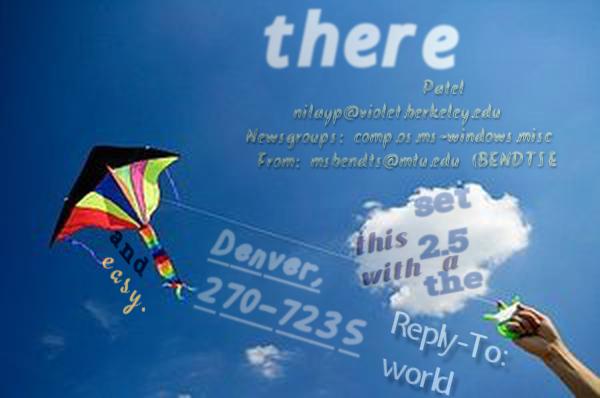 there
Patel
nilayp@violet.berkeley.edu
Newsgroups: comp.os.ms-windows.misc
From: msbendts@mtu.edu (BENDTS E
set
this 2.5
with a
the
and
easy.
Denver,
270-7235
Reply-To:
world